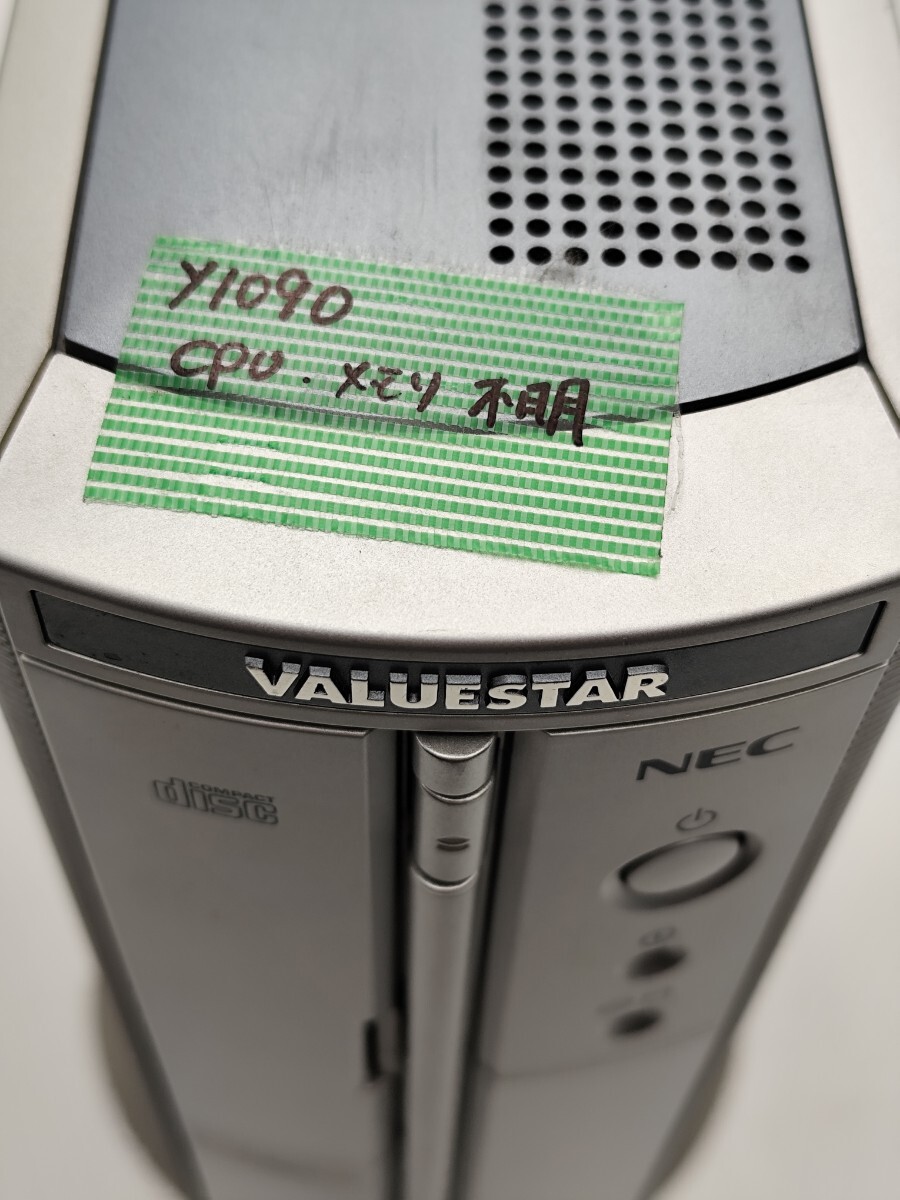 Y1090
CPU.メモリ 不明
VALUESTAR
NEC
COMPACT
disc